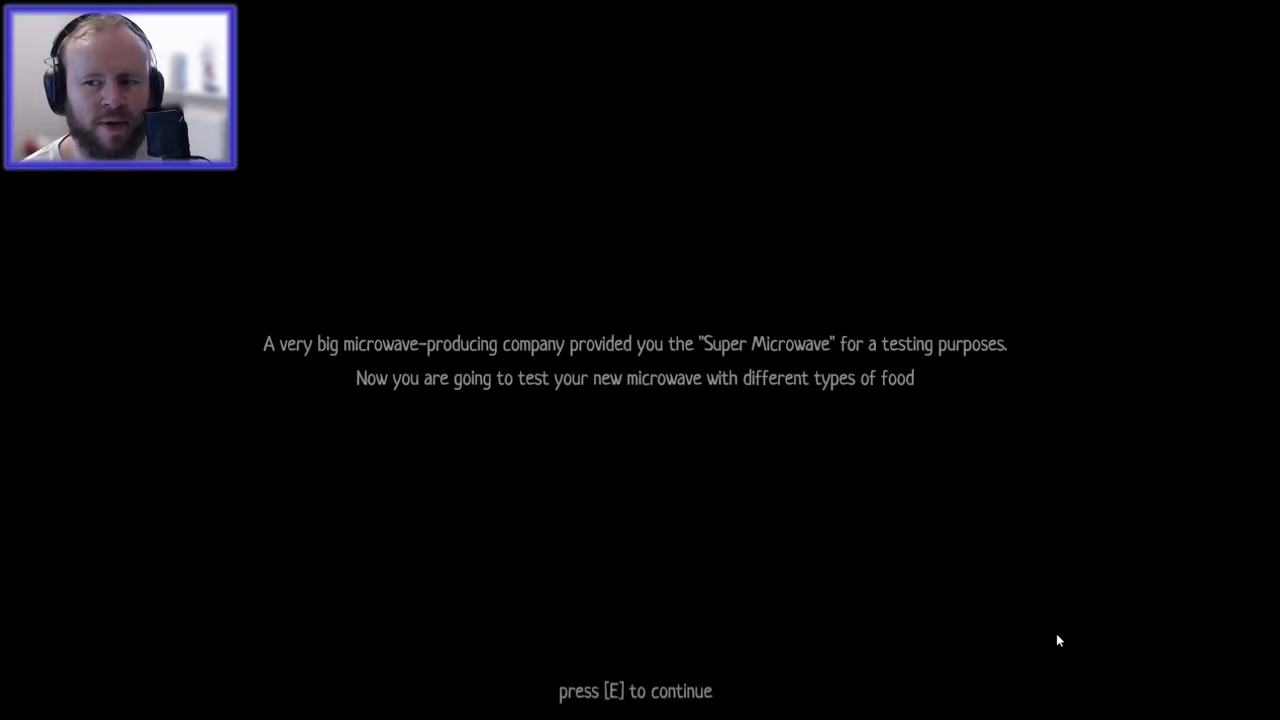 A very big microwave-producing company provided you the "Super Microwave" for a testing purposes.
Now you are going to test your new microwave with different types of food
press [E] to continue